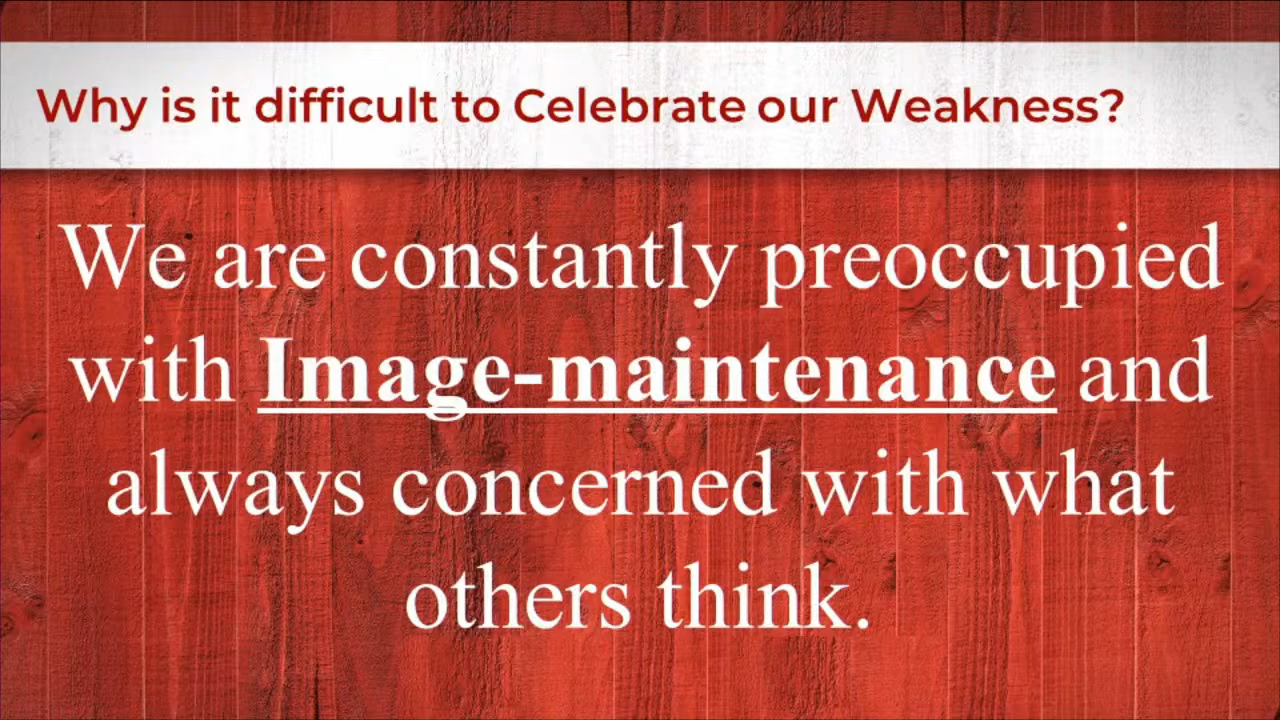 Why is it difficult to Celebrate our Weakness?
We are constantly preoccupied
with Image-maintenance and
always concerned with what
others think.